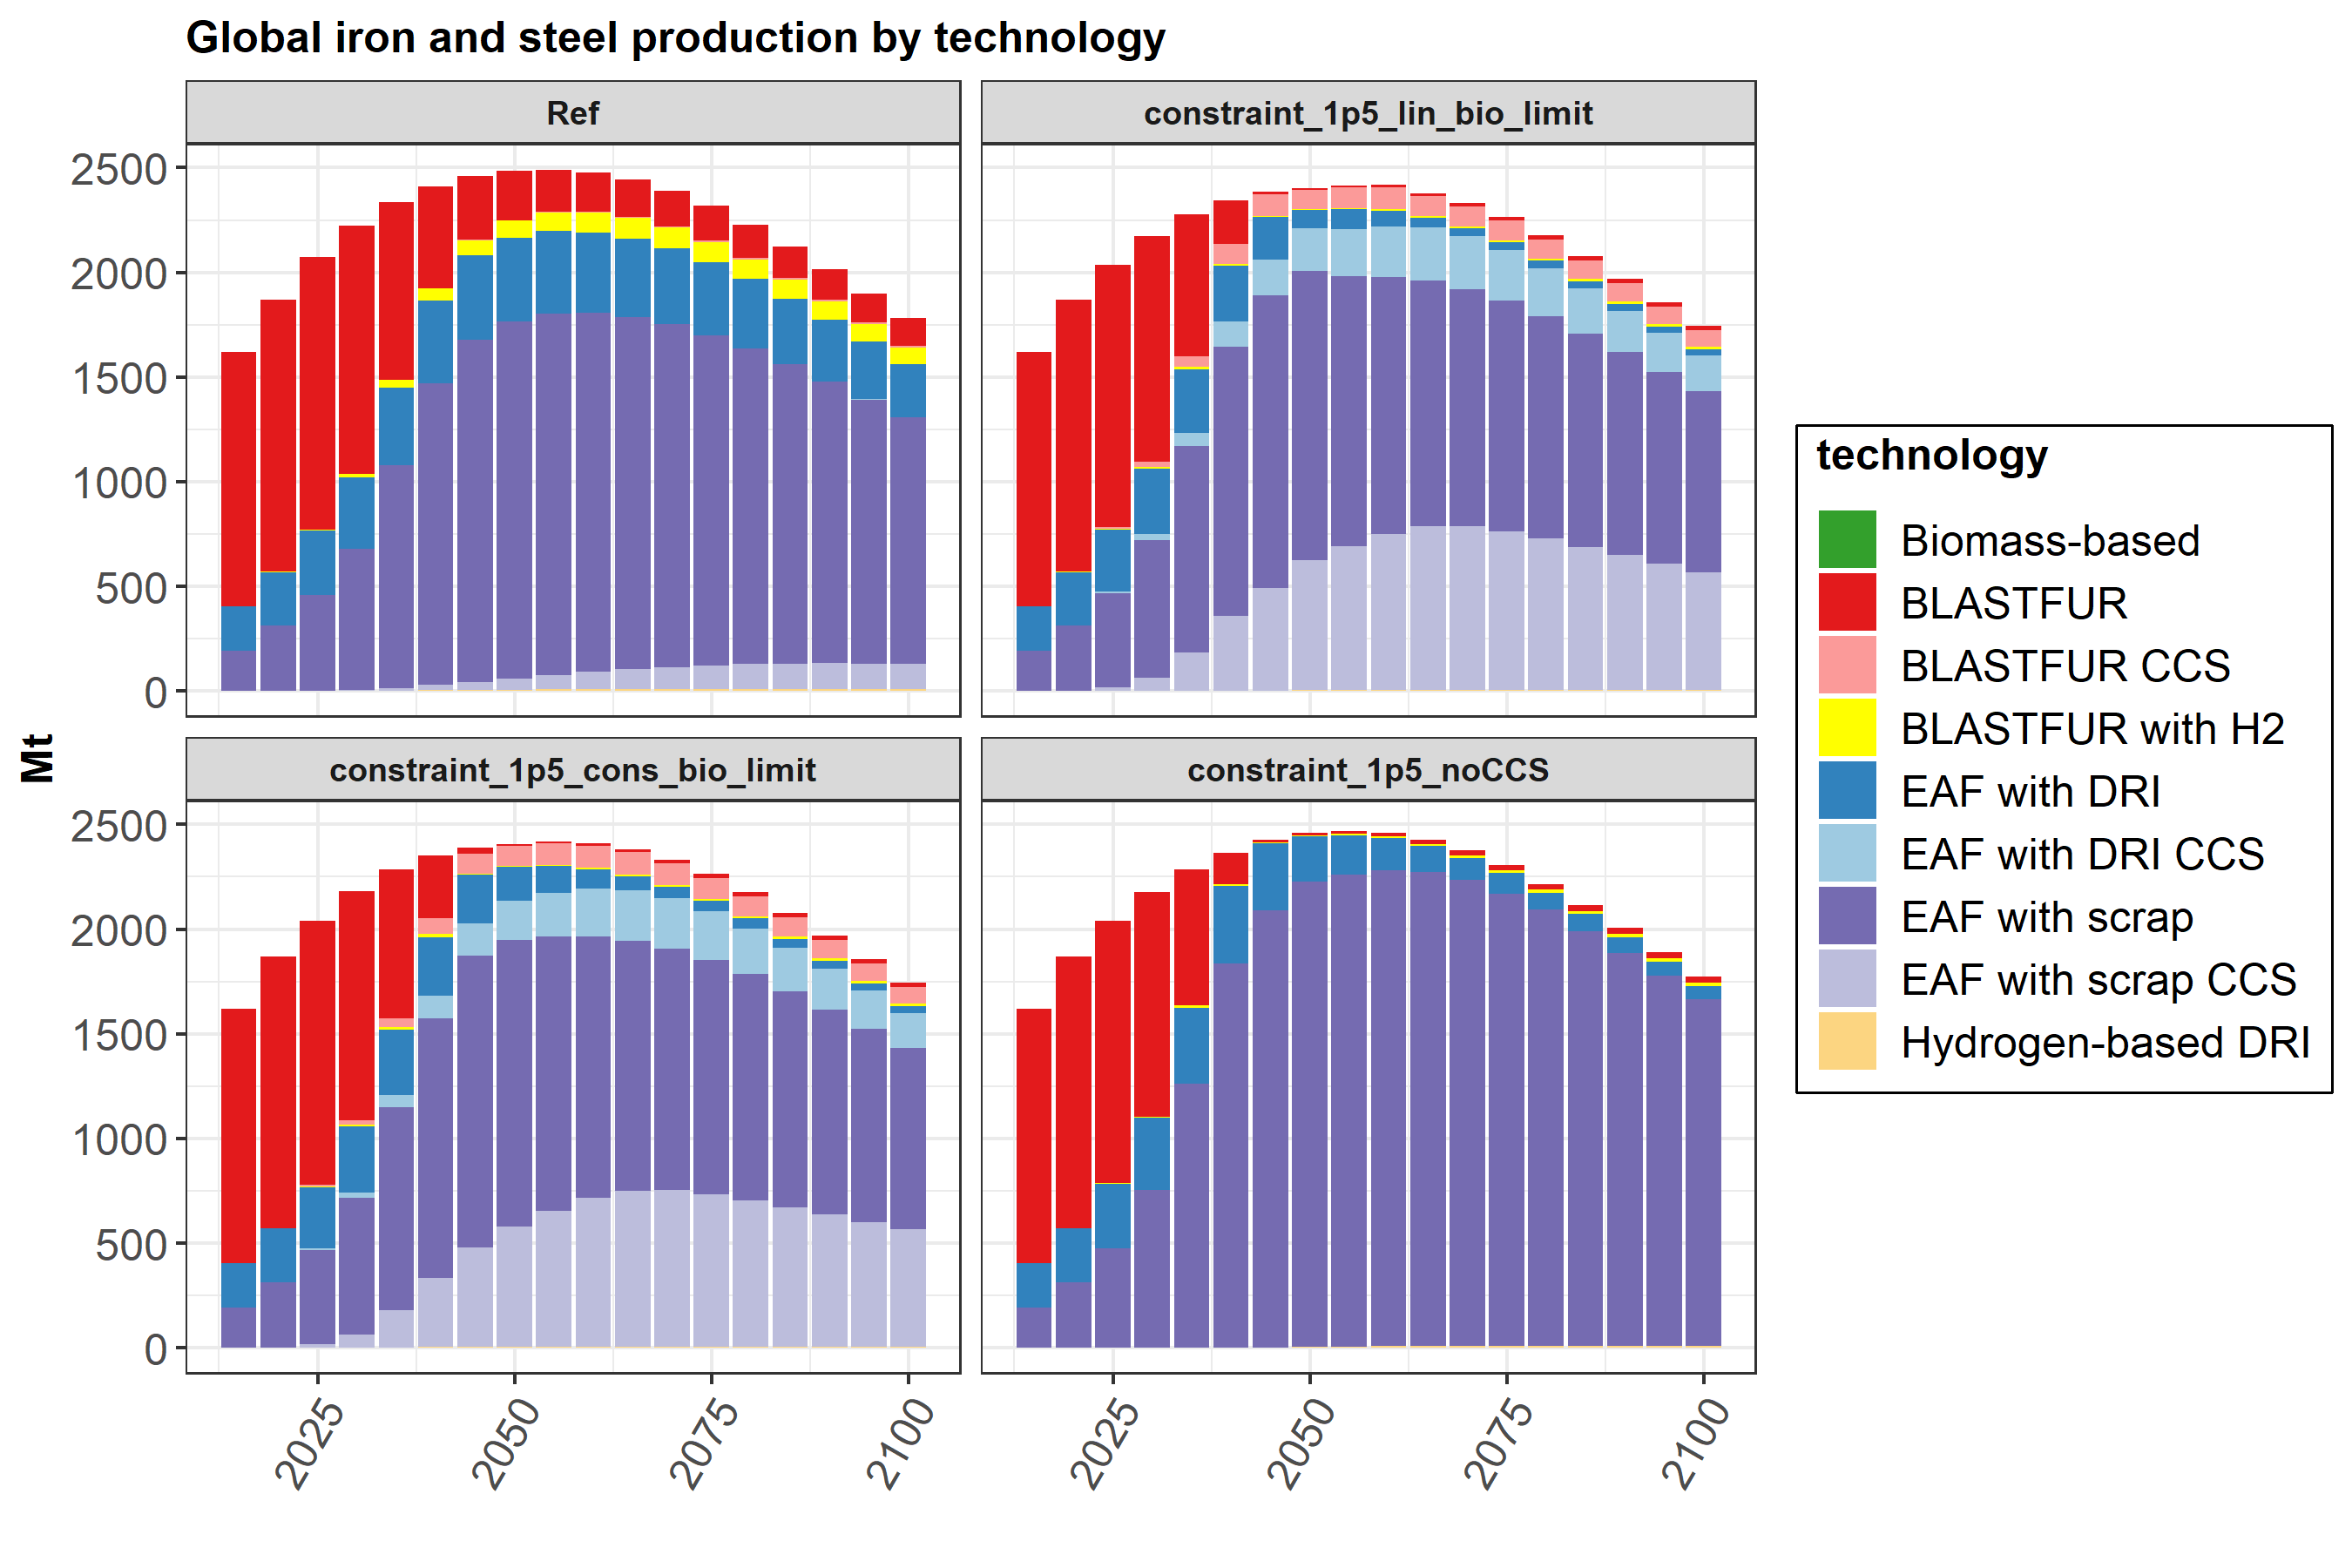 Global iron and steel production by technology
Ref
constraint_1p5_lin_bio_limit
2500
2000
1500
1000
500
0
Mt
constraint_1p5_cons_bio_limit
constraint_1p5_noCCS
2500
2000
1500
1000
500
0
2025
2050
2075
2100
2025
2050
2075
2100
technology
Biomass-based
BLASTFUR
BLASTFUR CCS
BLASTFUR with H2
EAF with DRI
EAF with DRI CCS
EAF with scrap
EAF with scrap CCS
Hydrogen-based DRI